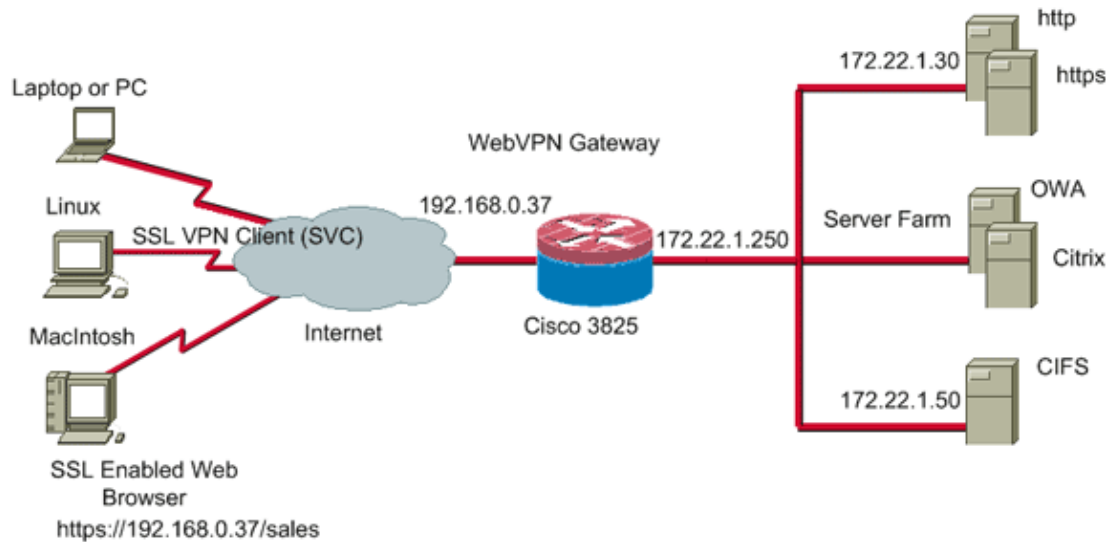 http
172.22.1.30
https
Laptop or PC
WebVPN Gateway
Linux
192.168.0.37
OWA
SSL VPN Client (SVC)
172.22.1.250
Server Farm
Citrix
MacIntosh
Internet
Cisco 3825
CIFS
172.22.1.50
SSL Enabled Web
Browser
https://192.168.0.37/sales